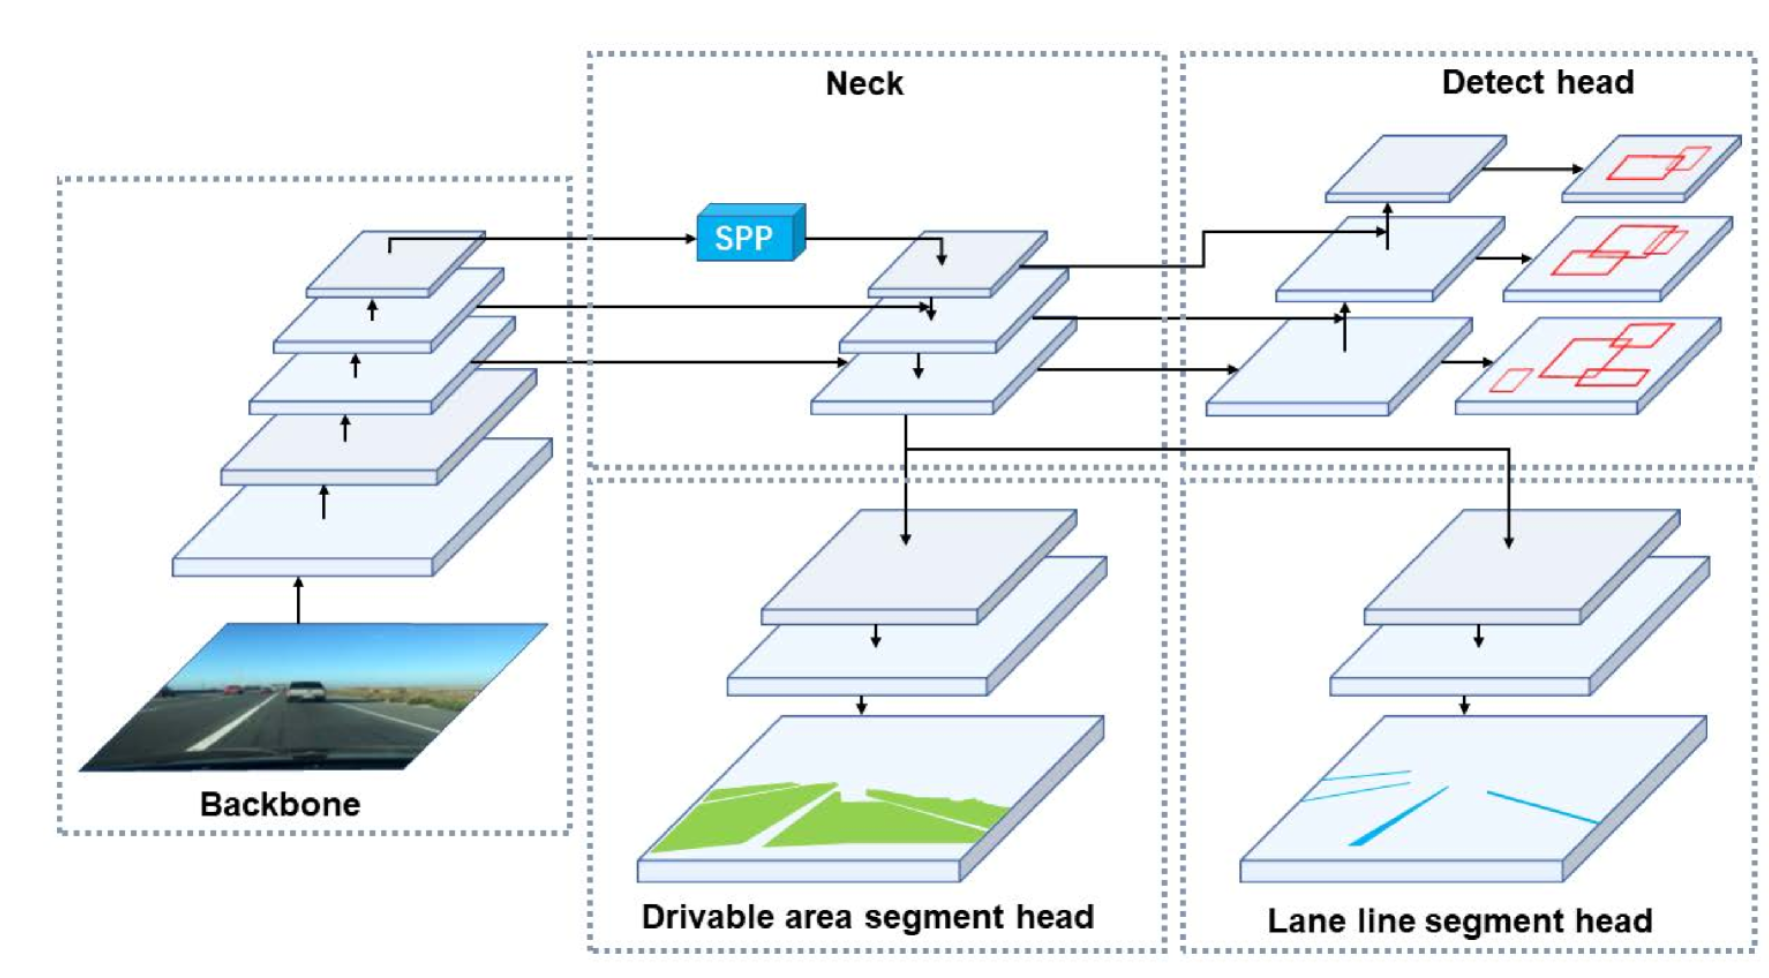 Neck
Detect head
SPP
Backbone
Drivable area segment head
Lane line segment head